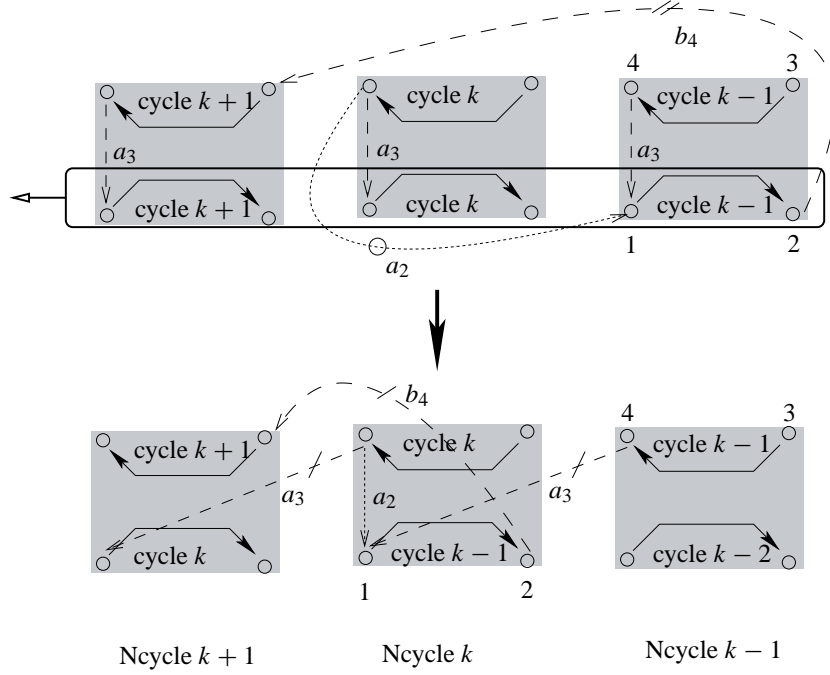 b4
4 3
cycle k + 1 cycle k cycle k − 1
a3 a3 a3
cycle k + 1 cycle k cycle k − 1
1 2
a2
b4
4 3
cycle k + 1 cycle k cycle k − 1
a3 a2 a3
cycle k cycle k − 1 cycle k − 2
1 2
Ncycle k + 1 Ncycle k Ncycle k − 1